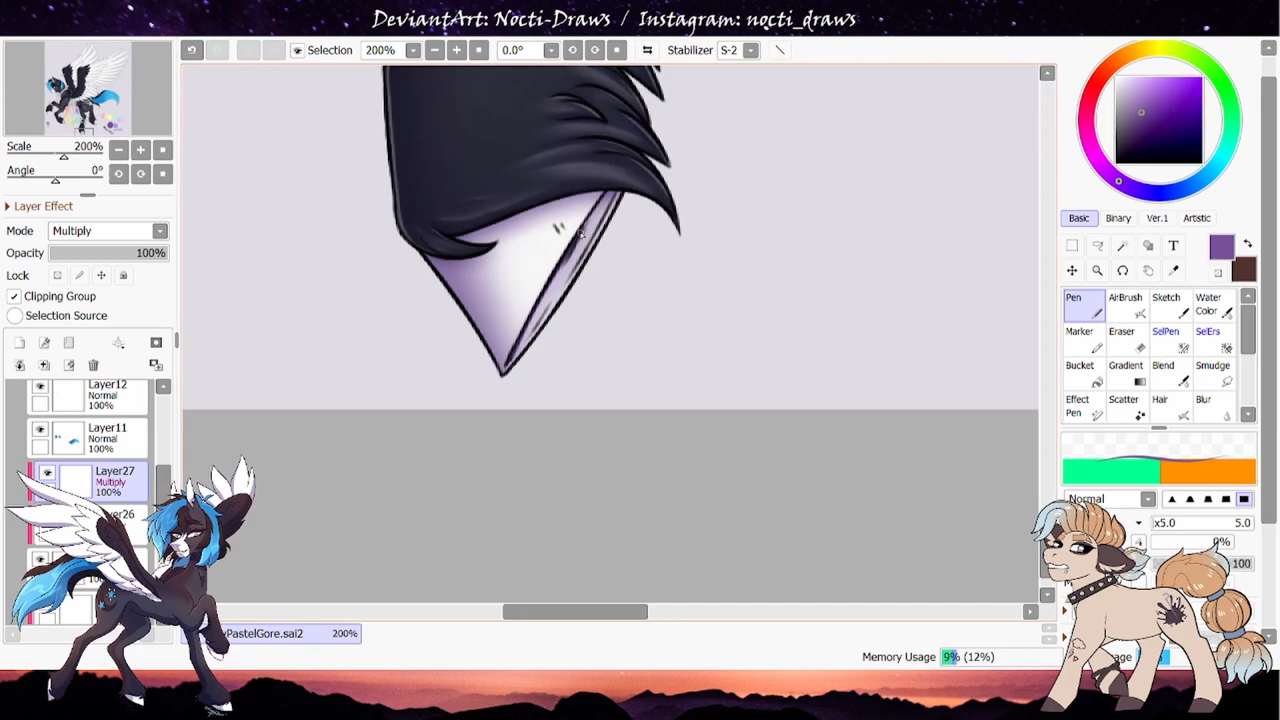 DeviantArt: Nocti-Draws / Instagram: nocti_draws
Selection 200% 0.0° Stabilizer S-2
Scale 200%
Angle 0°
Layer Effect
Mode Multiply
Opacity 100%
Lock
Clipping Group
Selection Source
Layer12
Normal
100%
Layer11
Normal
100%
Layer27
Multiply
100%
PastelGore.sai2 200%
Memory Usage 9% (12%)
Basic Binary Ver.1 Artistic
T
Pen AirBrush Sketch Water Color
Marker Eraser SelPen SelErs
Bucket Gradient Blend Smudge
Effect Pen Scatter Hair Blur
Normal
x5.0 5.0
0%
100